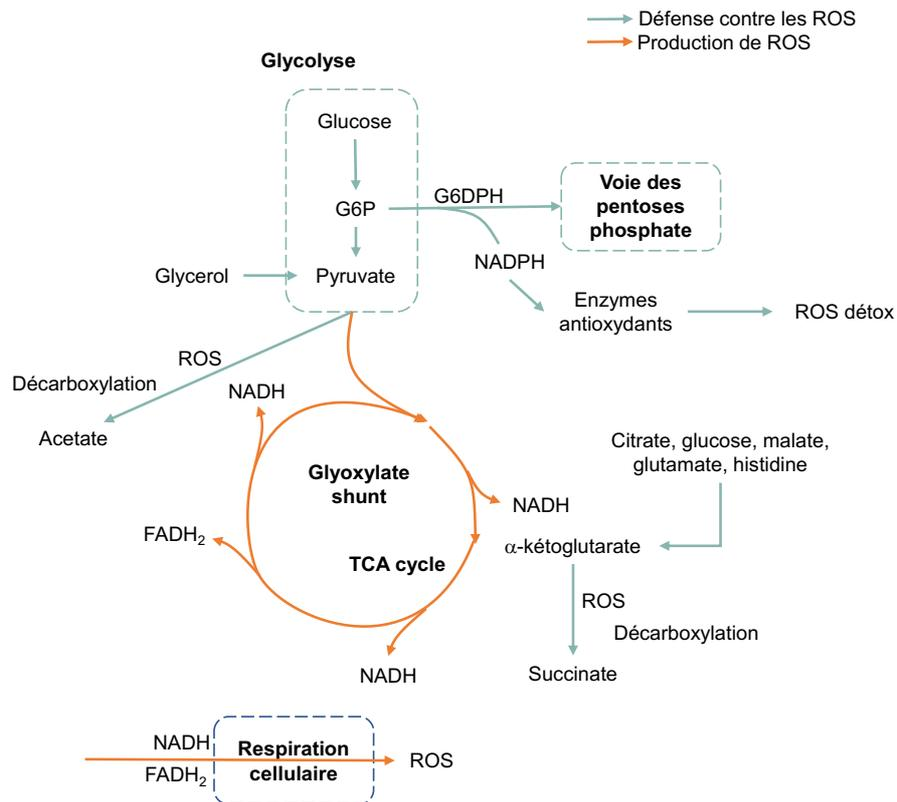 Défense contre les ROS
Production de ROS
Glycolyse
Glucose
G6P
G6DPH
Voie des
pentoses
phosphate
NADPH
Glycerol
Pyruvate
Enzymes
antioxydants
ROS détox
ROS
Décarboxylation
Acetate
NADH
Citrate, glucose, malate,
glutamate, histidine
Glyoxylate
shunt
NADH
FADH₂
α-kétoglutarate
TCA cycle
ROS
Décarboxylation
NADH
Succinate
NADH
FADH₂
Respiration
cellulaire
ROS